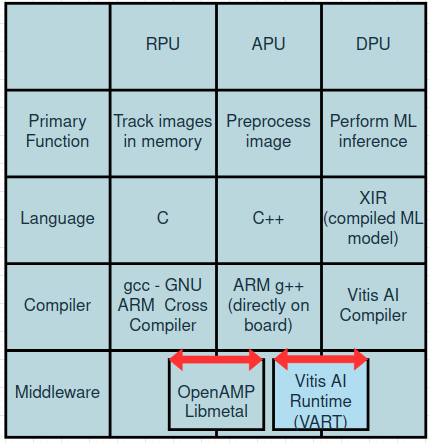 RPU
APU
DPU
Primary
Function
Track images
in memory
Preprocess
image
Perform ML
inference
Language
C
C++
XIR
(compiled ML
model)
Compiler
gcc - GNU
ARM Cross
Compiler
ARM g++
(directly on
board)
Vitis AI
Compiler
Middleware
OpenAMP
Libmetal
Vitis AI
Runtime
(VART)